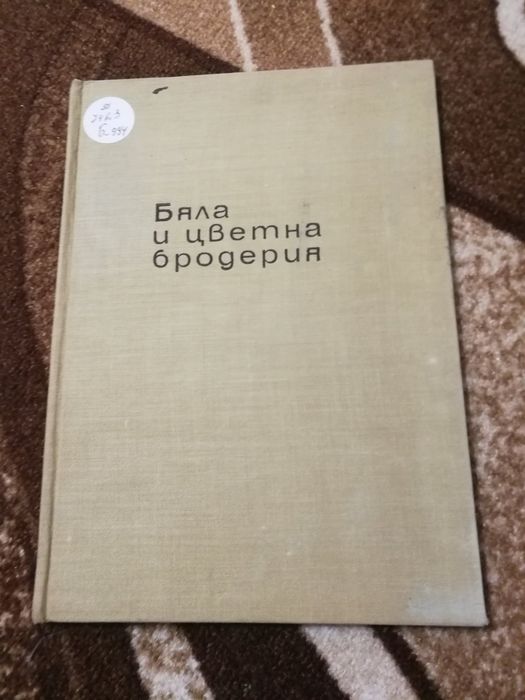 Бяла
и цветна
бродерия